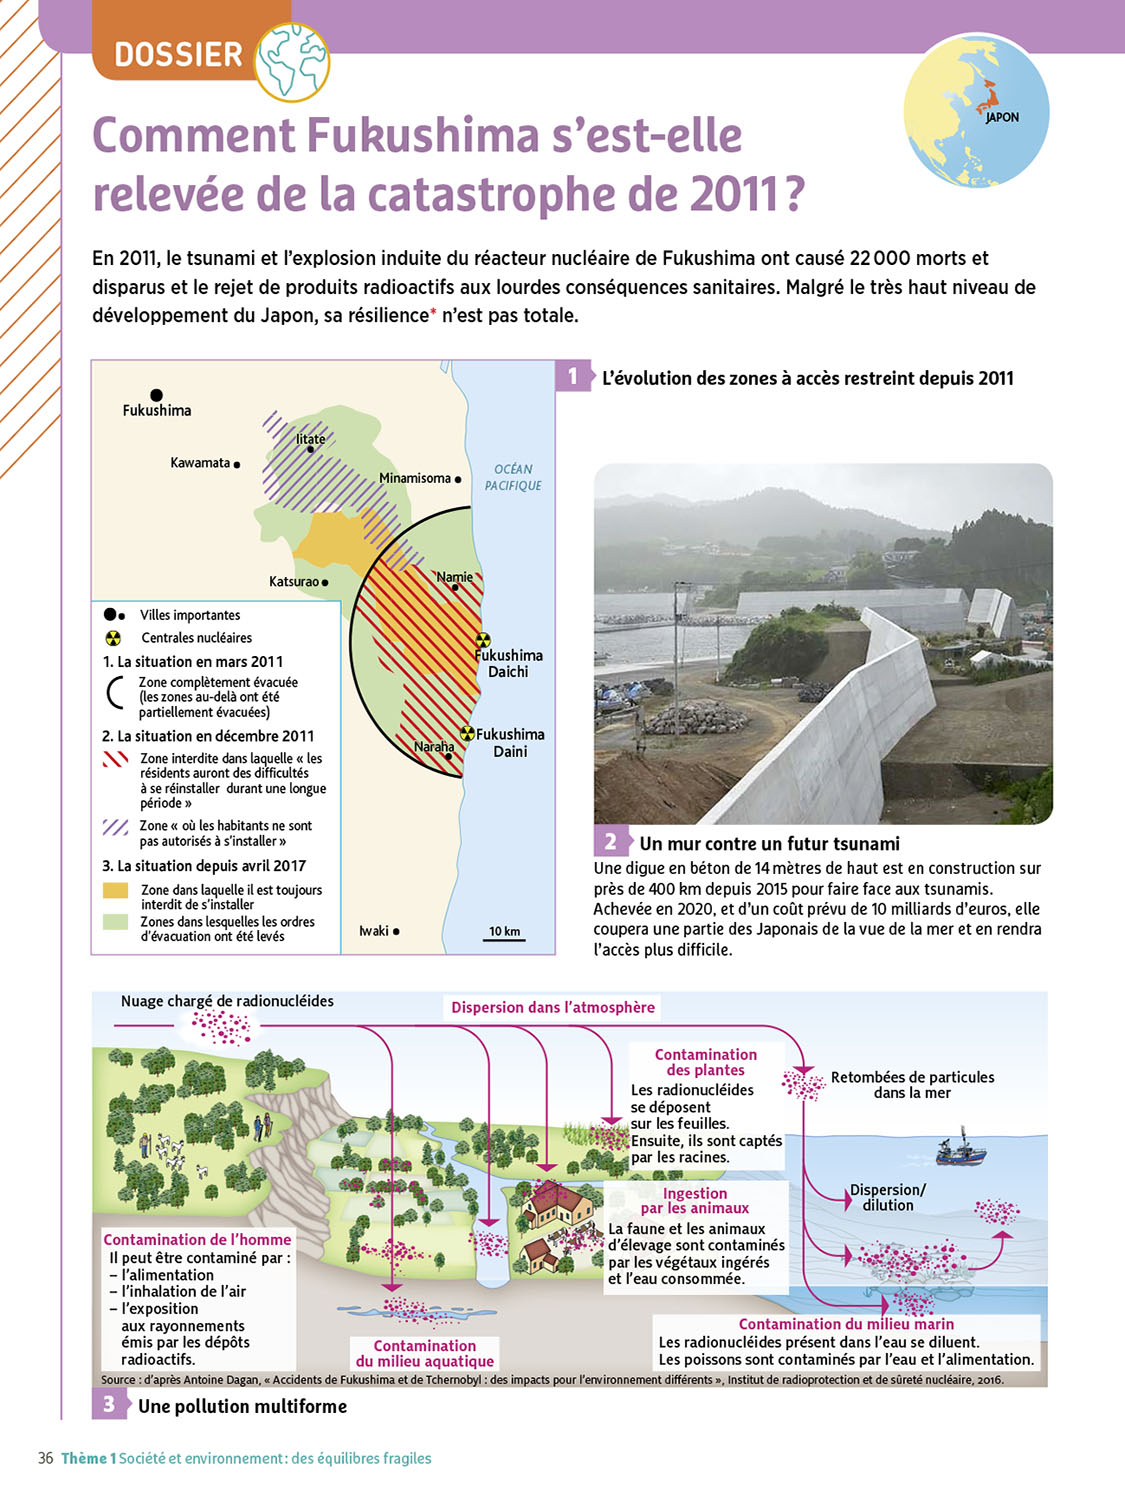 DOSSIER
JAPON
Comment Fukushima s'est-elle
relevée de la catastrophe de 2011 ?
En 2011, le tsunami et l'explosion induite du réacteur nucléaire de Fukushima ont causé 22 000 morts et
disparus et le rejet de produits radioactifs aux lourdes conséquences sanitaires. Malgré le très haut niveau de
développement du Japon, sa résilience* n'est pas totale.
1 L'évolution des zones à accès restreint depuis 2011
Fukushima
Iitate
Kawamata
Minamisoma
OCÉAN
PACIFIQUE
Katsurao
Namie
Fukushima
Daichi
Fukushima
Daini
Naraha
Iwaki
10 km
Villes importantes
Centrales nucléaires
1. La situation en mars 2011
Zone complètement évacuée
(les zones au-delà ont été
partiellement évacuées)
2. La situation en décembre 2011
Zone interdite dans laquelle « les
résidents auront des difficultés
à se réinstaller durant une longue
période »
Zone « où les habitants ne sont
pas autorisés à s'installer »
3. La situation depuis avril 2017
Zone dans laquelle il est toujours
interdit de s'installer
Zones dans lesquelles les ordres
d'évacuation ont été levés
2 Un mur contre un futur tsunami
Une digue en béton de 14 mètres de haut est en construction sur
près de 400 km depuis 2015 pour faire face aux tsunamis.
Achevée en 2020, et d'un coût prévu de 10 milliards d'euros, elle
coupera une partie des Japonais de la vue de la mer et en rendra
l'accès plus difficile.
Nuage chargé de radionucléides
Dispersion dans l'atmosphère
Contamination
des plantes
Les radionucléides
se déposent
sur les feuilles.
Ensuite, ils sont captés
par les racines.
Retombées de particules
dans la mer
Dispersion/
dilution
Ingestion
par les animaux
La faune et les animaux
d'élevage sont contaminés
par les végétaux ingérés
et l'eau consommée.
Contamination de l'homme
Il peut être contaminé par :
– l'alimentation
– l'inhalation de l'air
– l'exposition
aux rayonnements
émis par les dépôts
radioactifs.
Contamination
du milieu aquatique
Contamination du milieu marin
Les radionucléides présent dans l'eau se diluent.
Les poissons sont contaminés par l'eau et l'alimentation.
Source : d'après Antoine Dagan, « Accidents de Fukushima et de Tchernobyl : des impacts pour l'environnement différents », Institut de radioprotection et de sûreté nucléaire, 2016.
3 Une pollution multiforme
36 Thème 1 Société et environnement : des équilibres fragiles